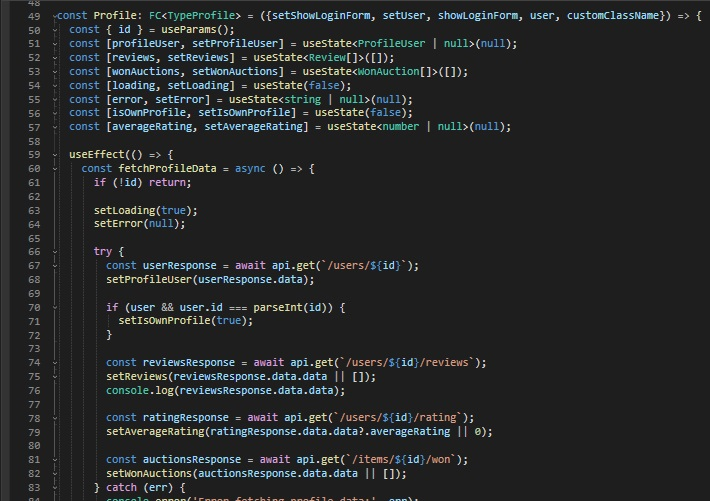 48
49 const Profile: FC<TypeProfile> = ({setShowLoginForm, setUser, showLoginForm, user, customClassName}) => {
50 const { id } = useParams();
51 const [profileUser, setProfileUser] = useState<ProfileUser | null>(null);
52 const [reviews, setReviews] = useState<Review[]>([]);
53 const [wonAuctions, setWonAuctions] = useState<WonAuction[]>([]);
54 const [loading, setLoading] = useState(false);
55 const [error, setError] = useState<string | null>(null);
56 const [isOwnProfile, setIsOwnProfile] = useState(false);
57 const [averageRating, setAverageRating] = useState<number | null>(null);
58
59 useEffect(() => {
60 const fetchProfileData = async () => {
61 if (!id) return;
62
63 setLoading(true);
64 setError(null);
65
66 try {
67 const userResponse = await api.get(`/users/${id}`);
68 setProfileUser(userResponse.data);
69
70 if (user && user.id === parseInt(id)) {
71 setIsOwnProfile(true);
72 }
73
74 const reviewsResponse = await api.get(`/users/${id}/reviews`);
75 setReviews(reviewsResponse.data.data || []);
76 console.log(reviewsResponse.data.data);
77
78 const ratingResponse = await api.get(`/users/${id}/rating`);
79 setAverageRating(ratingResponse.data.data?.averageRating || 0);
80
81 const auctionsResponse = await api.get(`/items/${id}/won`);
82 setWonAuctions(auctionsResponse.data.data || []);
83 } catch (err) {
84 console.error('Error fetching profile data:', err);